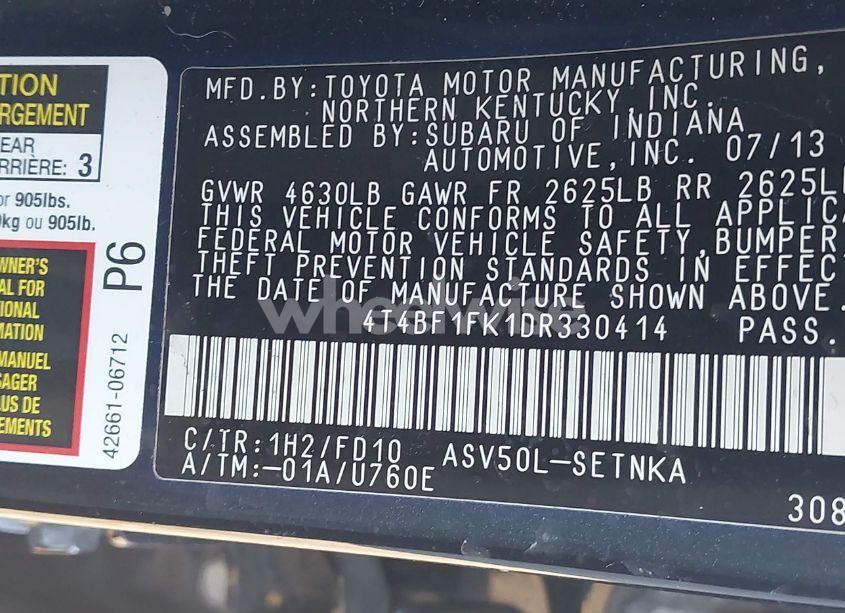 TION
RGEMENT
EAR
RRIÈRE: 3
or 905lbs.
0kg ou 905lb.
WNER'S
AL FOR
TIONAL
RMATION
MANUEL
SAGER
LUS DE
EMENTS
P6
42661-06712
MFD.BY:TOYOTA MOTOR MANUFACTURING,
NORTHERN KENTUCKY,INC.
ASSEMBLED BY:SUBARU OF INDIANA
AUTOMOTIVE,INC. 07/13
GVWR 4630LB GAWR FR 2625LB RR 2625L
THIS VEHICLE CONFORMS TO ALL APPLICA
FEDERAL MOTOR VEHICLE SAFETY,BUMPER
THEFT PREVENTION STANDARDS IN EFFECT
THE DATE OF MANUFACTURE SHOWN ABOVE.
4T4BF1FK1DR330414 PASS.
C/TR:1H2/FD10 ASV50L-SETNKA
A/TM:-01A/U760E
308